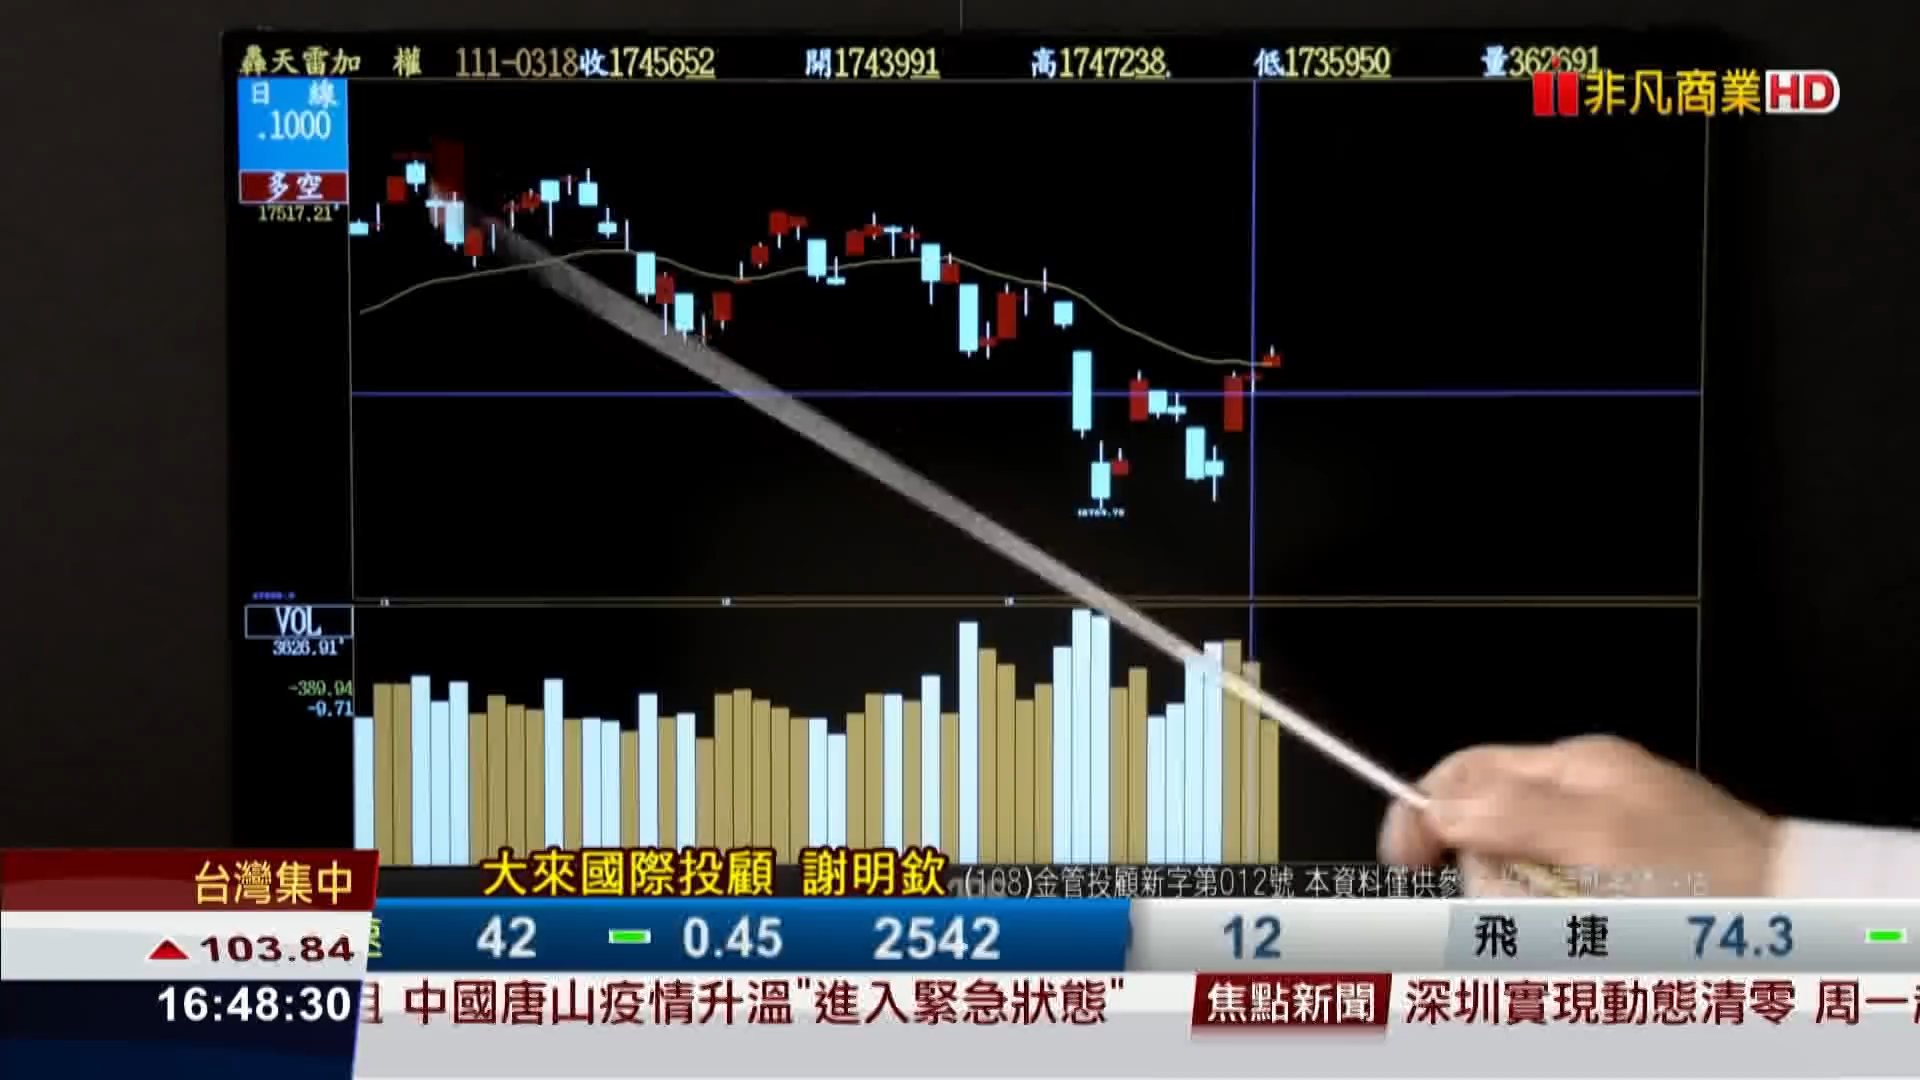 轟天雷加 權 111-0318收1745652 開1743991 高1747238. 低1735950 量362691
非凡商業HD
日 線
.1000
多空
17517.21
VOL
3626.91
-389.94
-9.71
大來國際投顧 謝明欽
(108)金管投顧新字第012號 本資料僅供參
台灣集中
▲103.84
42 0.45 2542 12 飛 捷 74.3
16:48:30
中國唐山疫情升溫"進入緊急狀態" 焦點新聞 深圳實現動態清零 周一